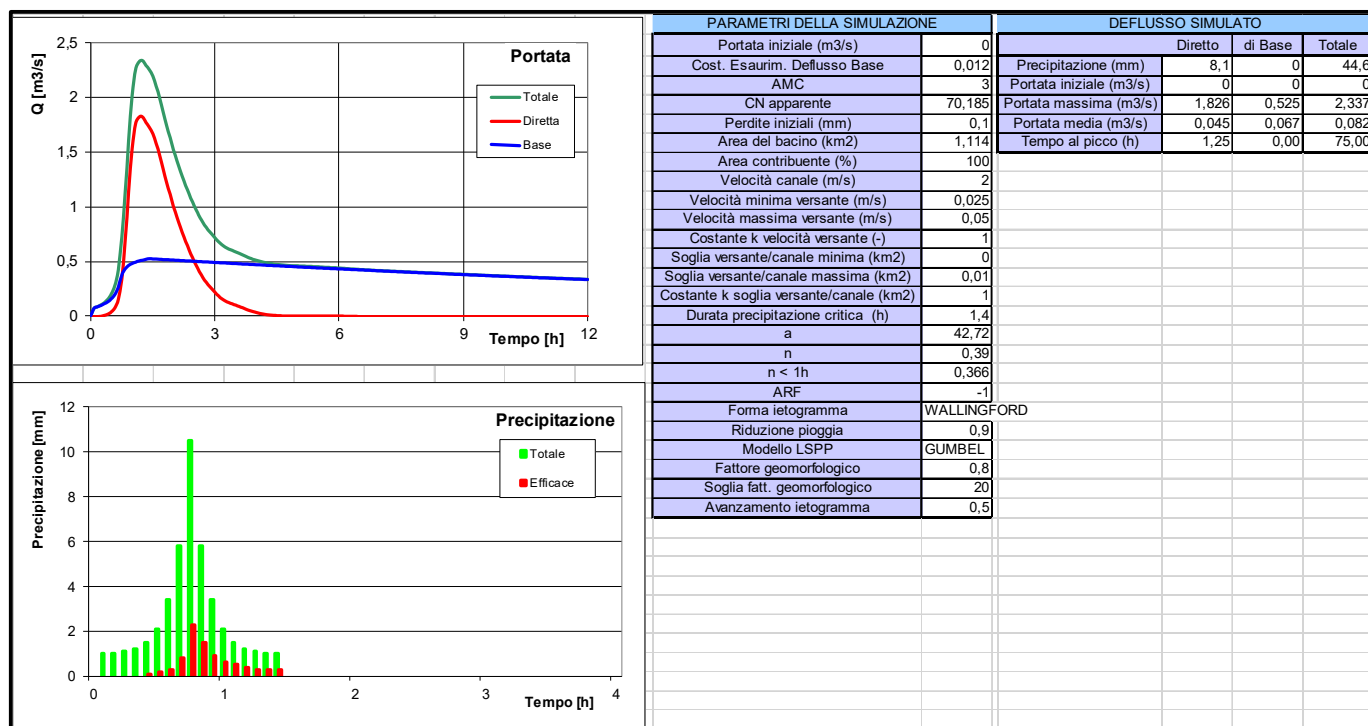 Portata
Q [m3/s]
2,5
2
1,5
1
0,5
0
Totale
Diretta
Base
0
3
6
9
12
Tempo [h]
Precipitazione
Precipitazione [mm]
12
10
8
6
4
2
0
Totale
Efficace
0
1
2
3
4
Tempo [h]
PARAMETRI DELLA SIMULAZIONE
Portata iniziale (m3/s) 0
Cost. Esaurim. Deflusso Base 0,012
AMC 3
CN apparente 70,185
Perdite iniziali (mm) 0,1
Area del bacino (km2) 1,114
Area contribuente (%) 100
Velocità canale (m/s) 2
Velocità minima versante (m/s) 0,025
Velocità massima versante (m/s) 0,05
Costante k velocità versante (-) 1
Soglia versante/canale minima (km2) 0
Soglia versante/canale massima (km2) 0,01
Costante k soglia versante/canale (km2) 1
Durata precipitazione critica (h) 1,4
a 42,72
n 0,39
n < 1h 0,366
ARF -1
Forma ietogramma WALLINGFORD
Riduzione pioggia 0,9
Modello LSPP GUMBEL
Fattore geomorfologico 0,8
Soglia fatt. geomorfologico 20
Avanzamento ietogramma 0,5
DEFLUSSO SIMULATO
Diretto di Base Totale
Precipitazione (mm) 8,1 0 44,6
Portata iniziale (m3/s) 0 0 0
Portata massima (m3/s) 1,826 0,525 2,337
Portata media (m3/s) 0,045 0,067 0,082
Tempo al picco (h) 1,25 0,00 75,00